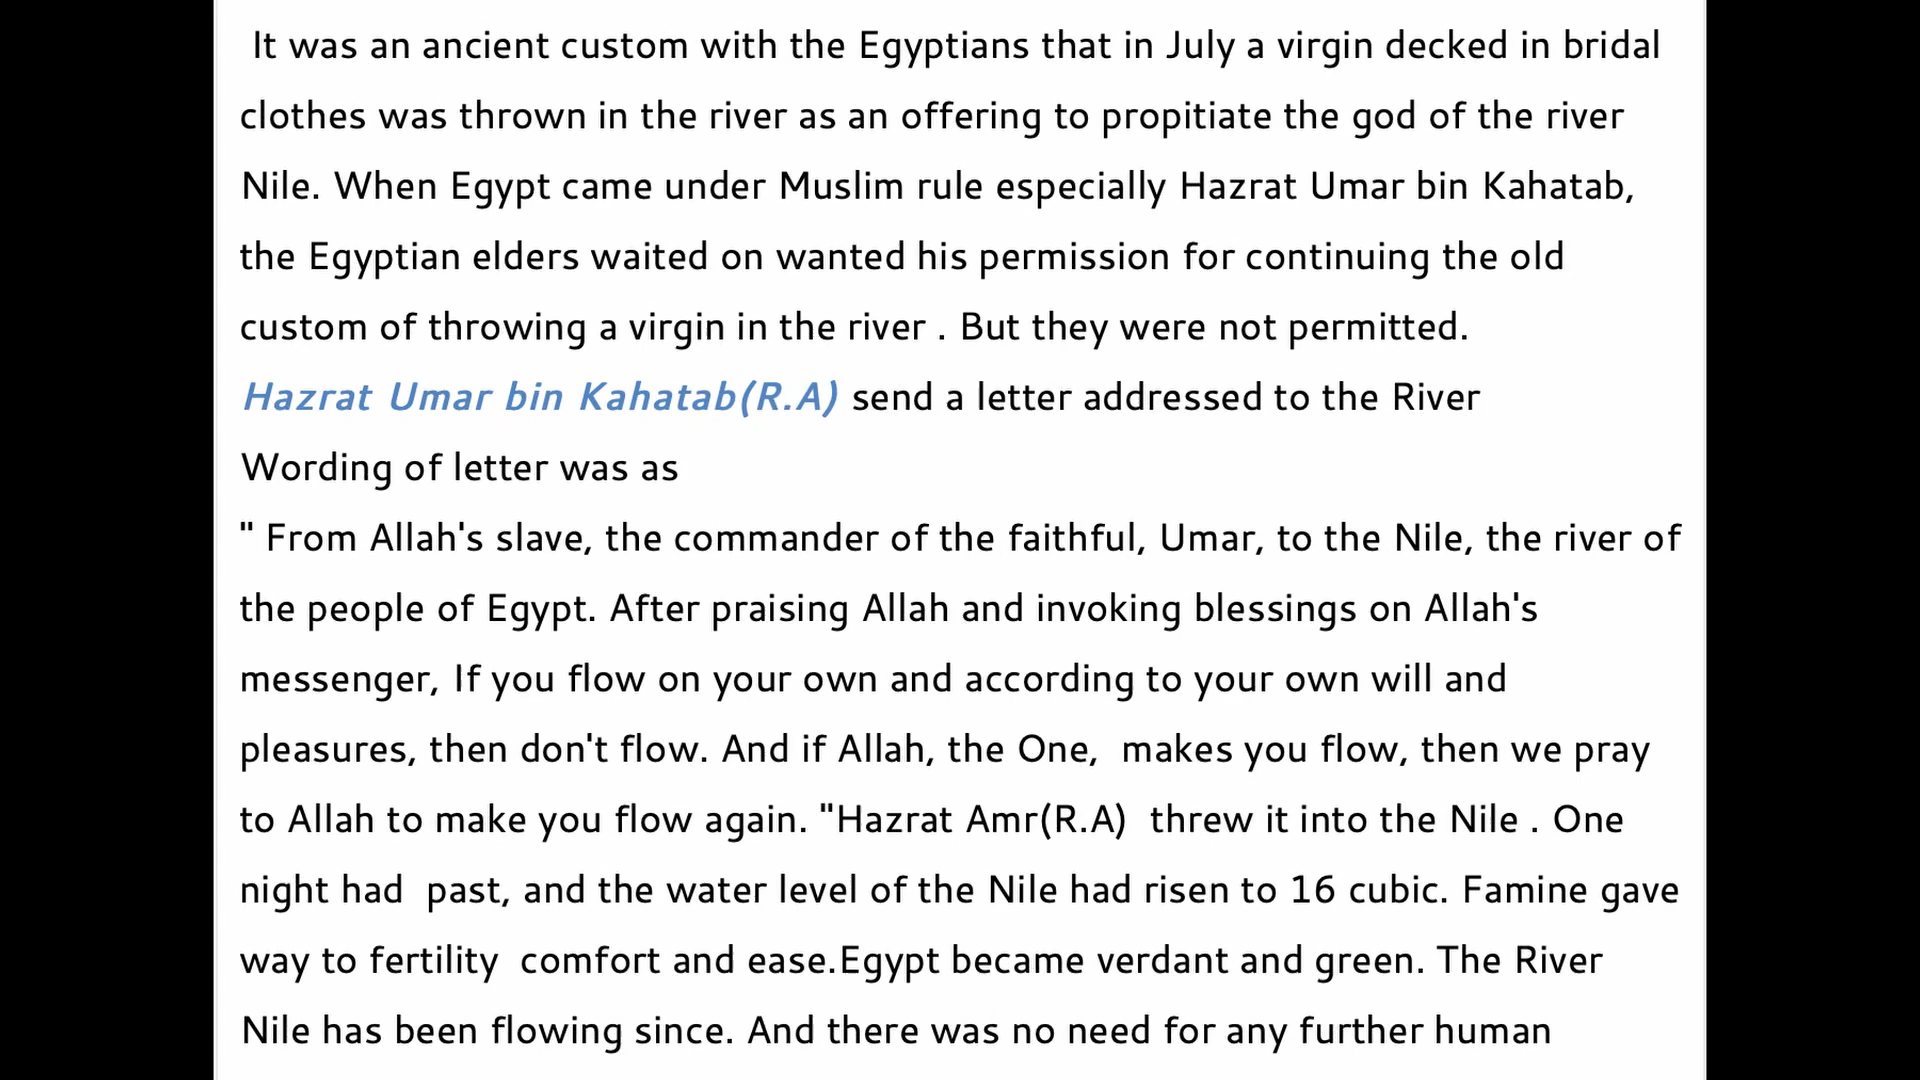 It was an ancient custom with the Egyptians that in July a virgin decked in bridal
clothes was thrown in the river as an offering to propitiate the god of the river
Nile. When Egypt came under Muslim rule especially Hazrat Umar bin Kahatab,
the Egyptian elders waited on wanted his permission for continuing the old
custom of throwing a virgin in the river . But they were not permitted.
Hazrat Umar bin Kahatab(R.A) send a letter addressed to the River
Wording of letter was as
" From Allah's slave, the commander of the faithful, Umar, to the Nile, the river of
the people of Egypt. After praising Allah and invoking blessings on Allah's
messenger, If you flow on your own and according to your own will and
pleasures, then don't flow. And if Allah, the One,  makes you flow, then we pray
to Allah to make you flow again. "Hazrat Amr(R.A)  threw it into the Nile . One
night had  past, and the water level of the Nile had risen to 16 cubic. Famine gave
way to fertility  comfort and ease.Egypt became verdant and green. The River
Nile has been flowing since. And there was no need for any further human